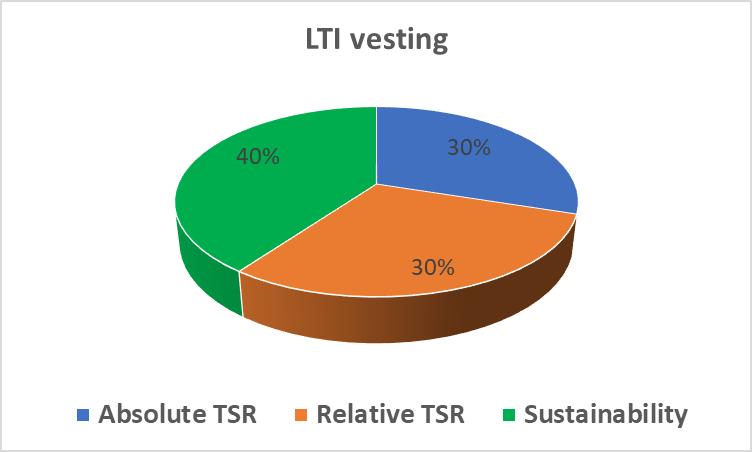 LTI vesting
30%
40%
30%
Absolute TSR Relative TSR Sustainability